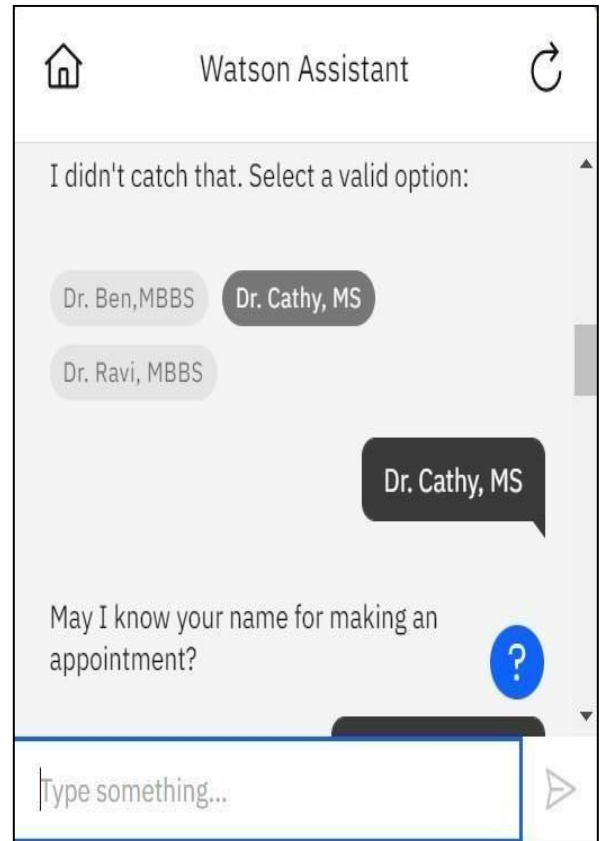 Watson Assistant
I didn't catch that. Select a valid option:
Dr. Ben,MBBS Dr. Cathy, MS
Dr. Ravi, MBBS
Dr. Cathy, MS
May I know your name for making an
appointment?
?
Type something...